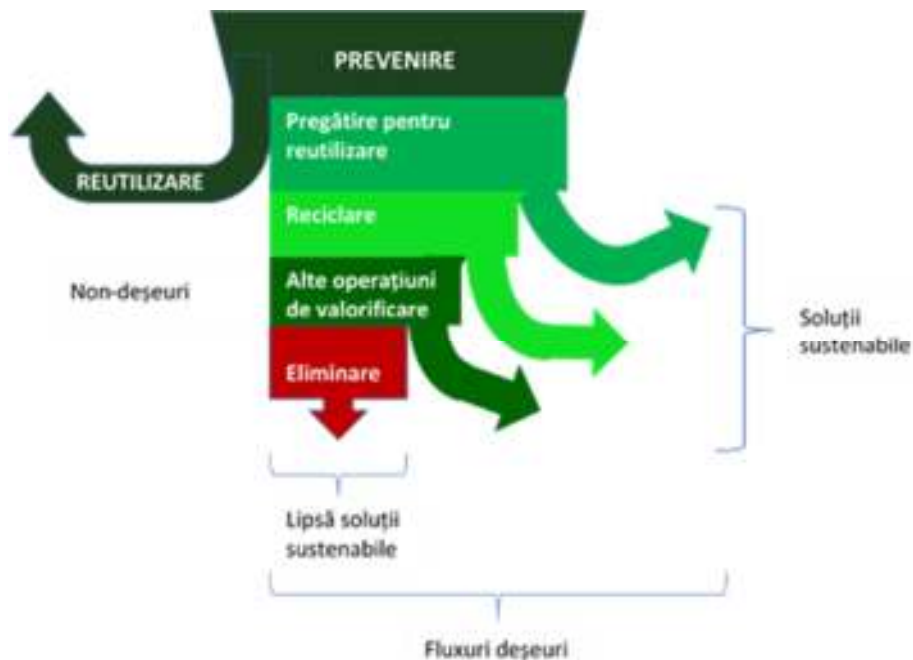 PREVENIRE
Pregătire pentru
reutilizare
REUTILIZARE
Reciclare
Non-deșeuri
Alte operațiuni
de valorificare
Soluții
sustenabile
Eliminare
Lipsă soluții
sustenabile
Fluxuri deșeuri